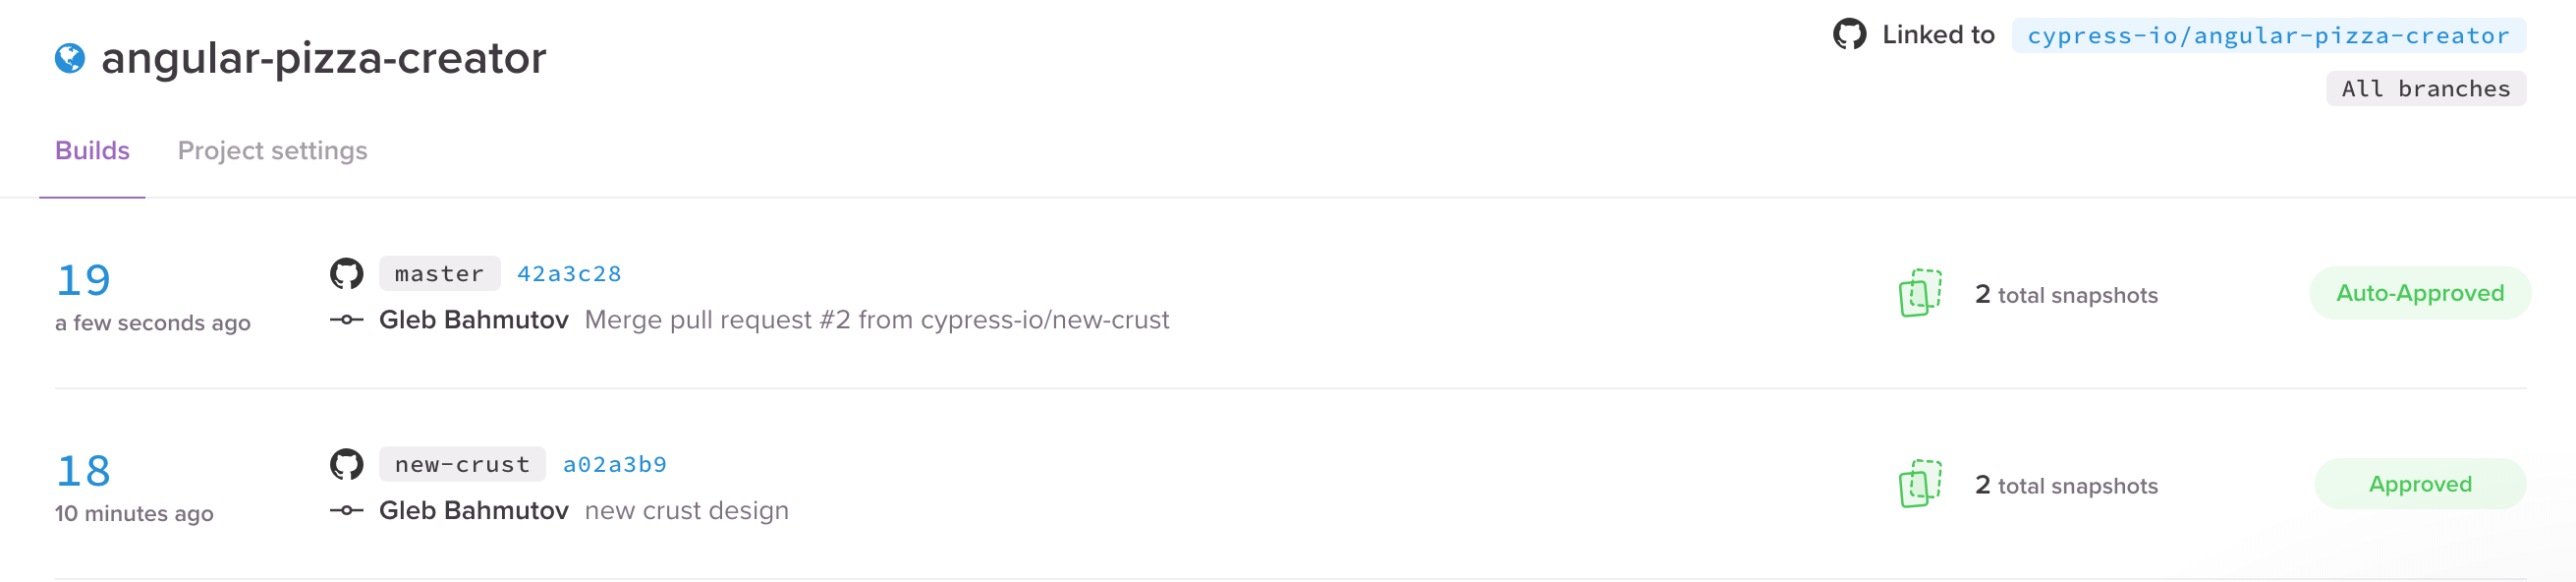 angular-pizza-creator
Linked to cypress-io/angular-pizza-creator
All branches
Builds Project settings
19
a few seconds ago
master 42a3c28
Gleb Bahmutov Merge pull request #2 from cypress-io/new-crust
2 total snapshots
Auto-Approved
18
10 minutes ago
new-crust a02a3b9
Gleb Bahmutov new crust design
2 total snapshots
Approved